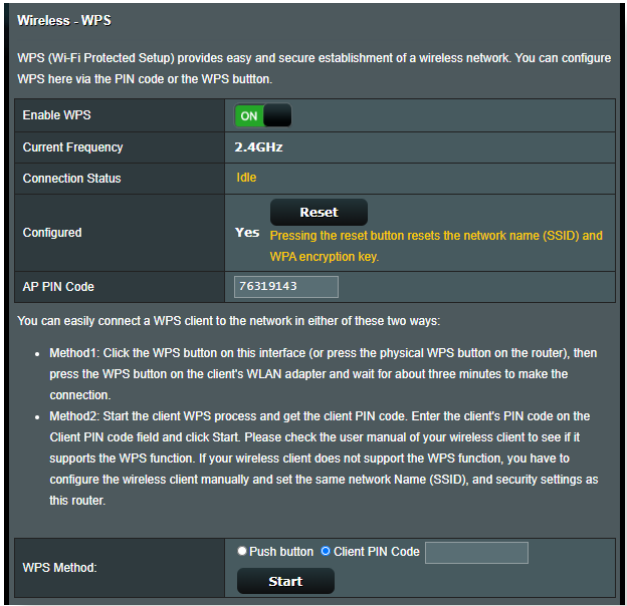 Wireless - WPS
WPS (Wi-Fi Protected Setup) provides easy and secure establishment of a wireless network. You can configure
WPS here via the PIN code or the WPS buttton.
Enable WPS
ON
Current Frequency
2.4GHz
Connection Status
Idle
Configured
Yes
Reset
Pressing the reset button resets the network name (SSID) and
WPA encryption key.
AP PIN Code
76319143
You can easily connect a WPS client to the network in either of these two ways:
• Method1: Click the WPS button on this interface (or press the physical WPS button on the router), then
press the WPS button on the client's WLAN adapter and wait for about three minutes to make the
connection.
• Method2: Start the client WPS process and get the client PIN code. Enter the client's PIN code on the
Client PIN code field and click Start. Please check the user manual of your wireless client to see if it
supports the WPS function. If your wireless client does not support the WPS function, you have to
configure the wireless client manually and set the same network Name (SSID), and security settings as
this router.
WPS Method:
Push button Client PIN Code
Start